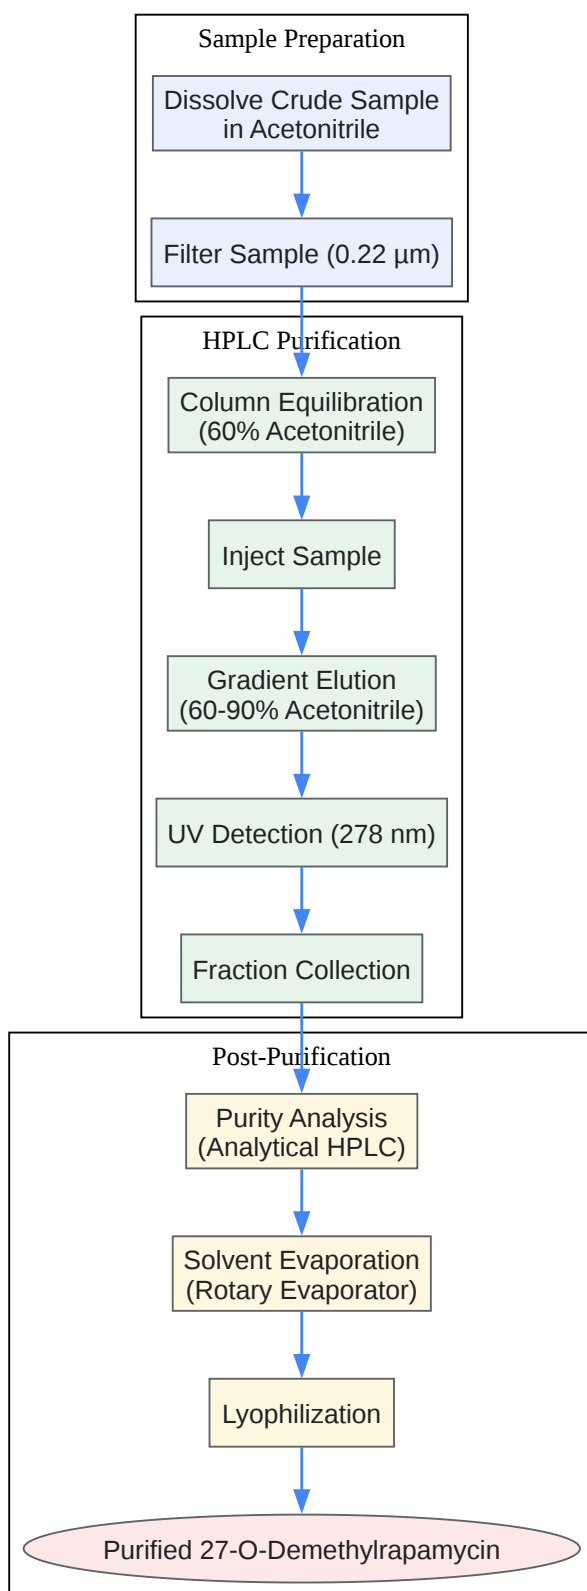 Sample Preparation
Dissolve Crude Sample
in Acetonitrile
Filter Sample (0.22 µm)
HPLC Purification
Column Equilibration
(60% Acetonitrile)
Inject Sample
Gradient Elution
(60-90% Acetonitrile)
UV Detection (278 nm)
Fraction Collection
Post-Purification
Purity Analysis
(Analytical HPLC)
Solvent Evaporation
(Rotary Evaporator)
Lyophilization
Purified 27-O-Demethylrapamycin